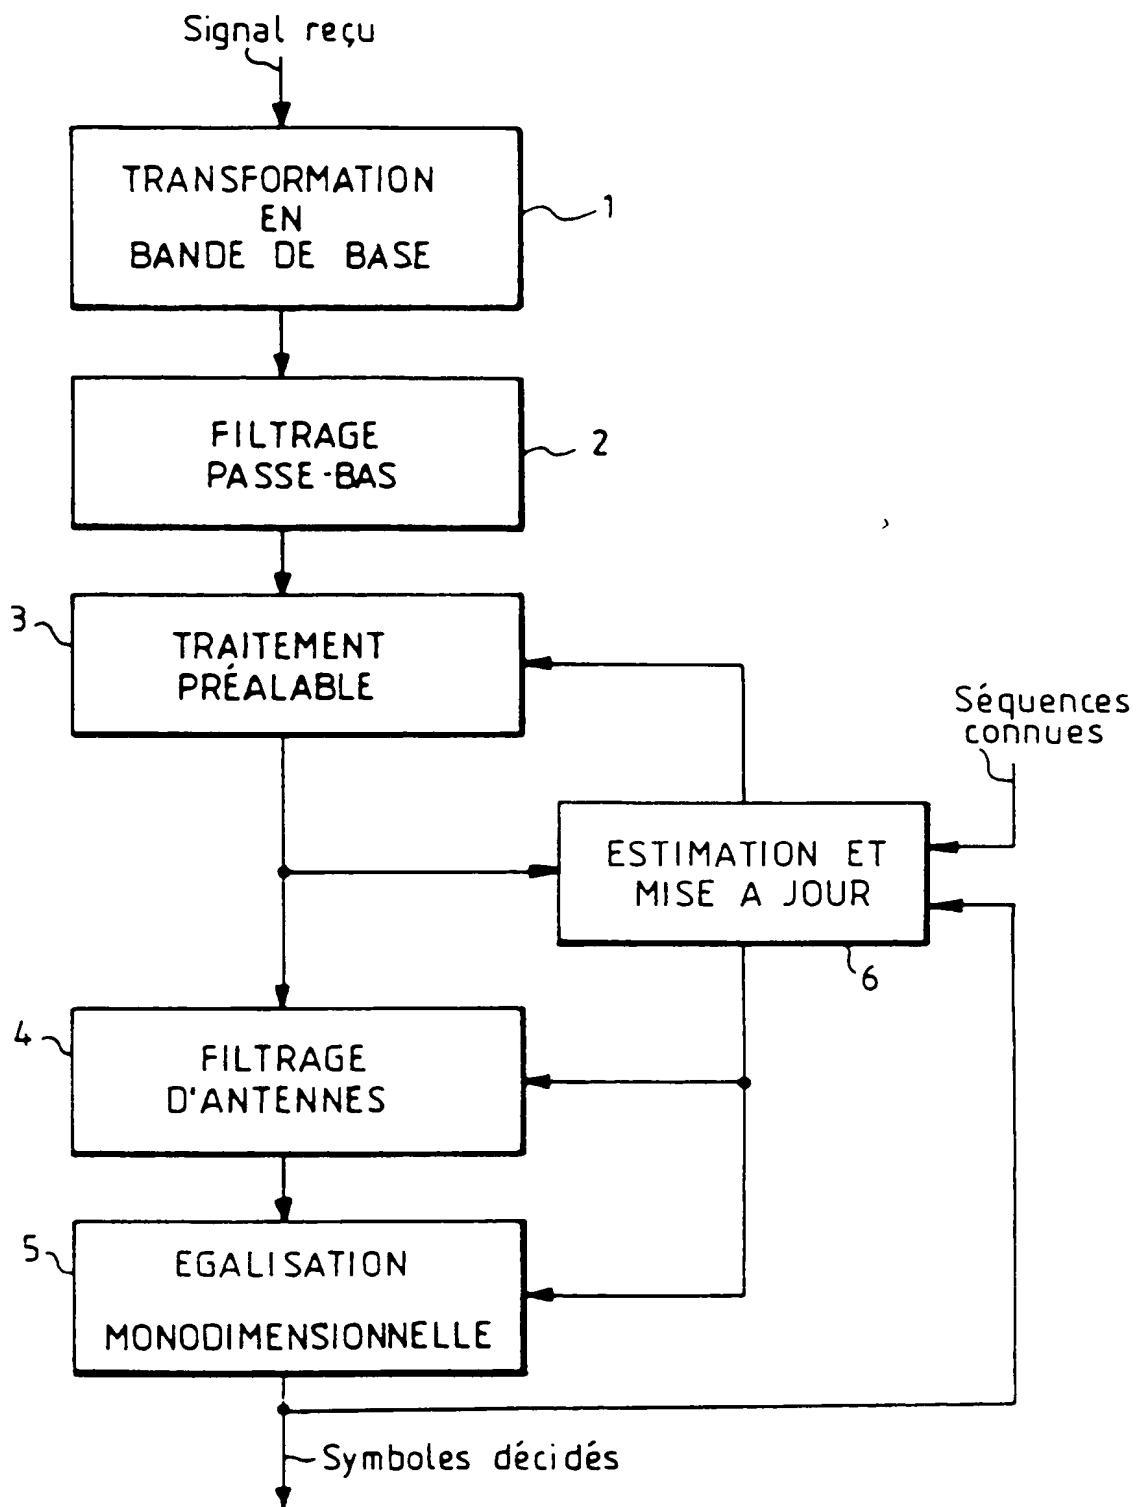 Signal reçu
TRANSFORMATION
EN
BANDE DE BASE
1
FILTRAGE
PASSE-BAS
2
3
TRAITEMENT
PRÉALABLE
Séquences
connues
ESTIMATION ET
MISE A JOUR
6
4
FILTRAGE
D'ANTENNES
5
EGALISATION
MONODIMENSIONNELLE
Symboles décidés